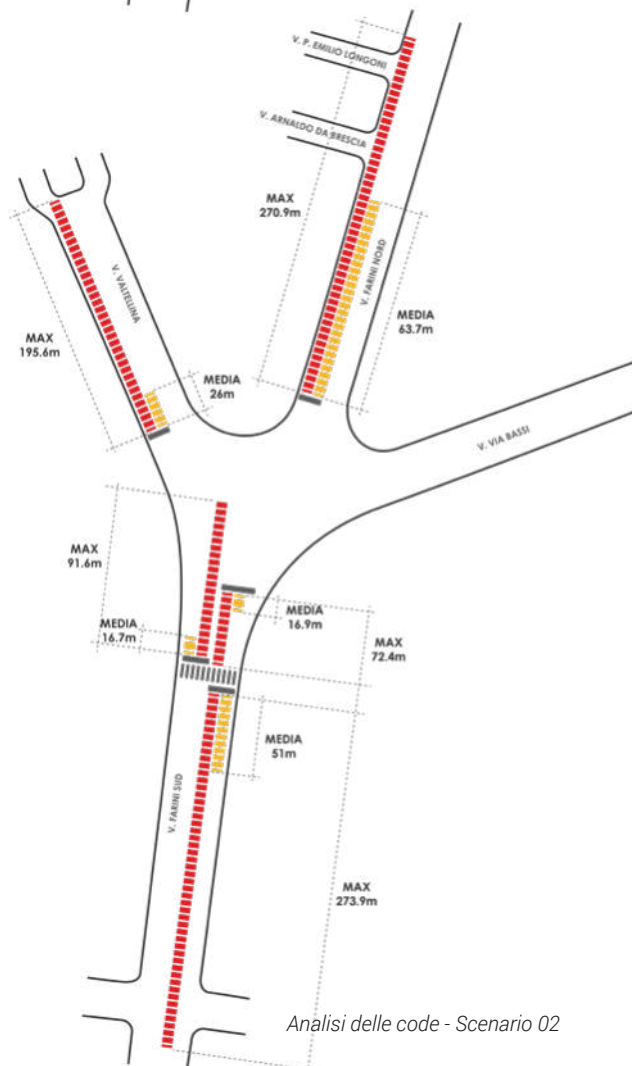 V. P. EMILIO LONGONI
V. ARNALDO DA BRESCIA
MAX
270.9m
V. VALTELLINA
V. FARINI NORD
MEDIA
63.7m
MAX
195.6m
MEDIA
26m
V. VIA BASSI
MAX
91.6m
MEDIA
16.7m
MEDIA
16.9m
MAX
72.4m
MEDIA
51m
V. FARINI SUD
MAX
273.9m
Analisi delle code - Scenario 02